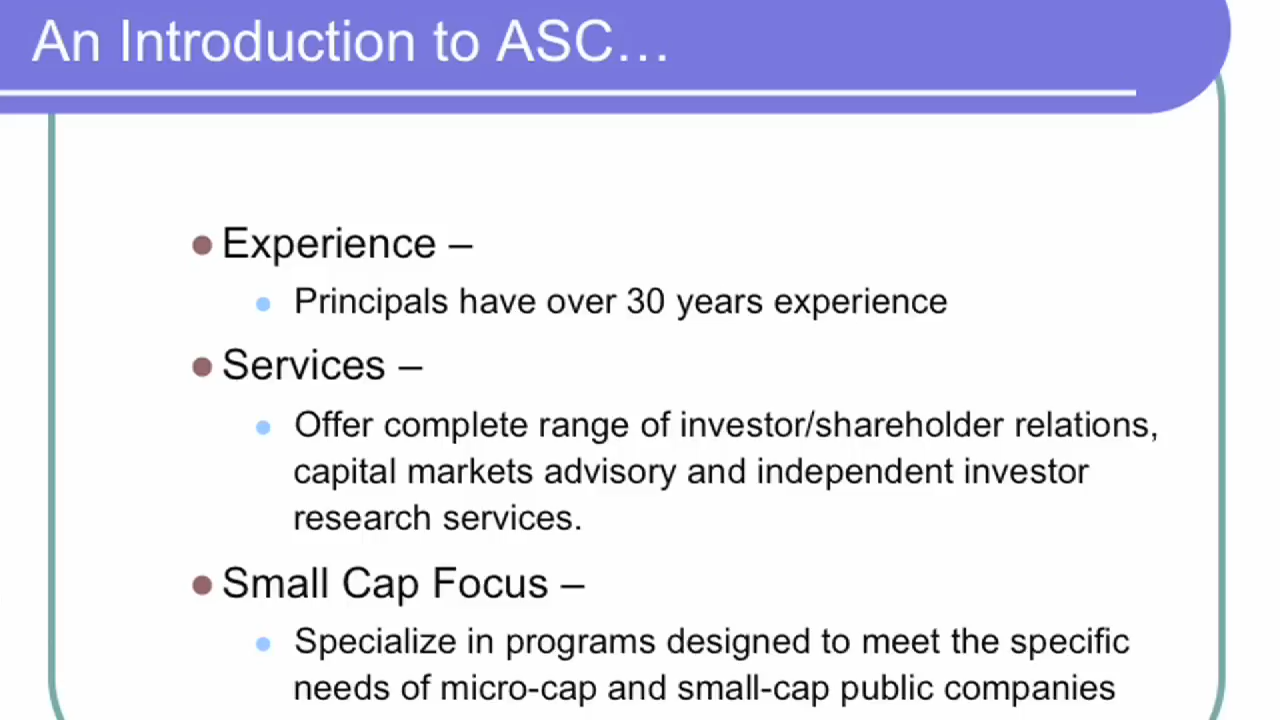 An Introduction to ASC…
Experience –
Principals have over 30 years experience
Services –
Offer complete range of investor/shareholder relations,
capital markets advisory and independent investor
research services.
Small Cap Focus –
Specialize in programs designed to meet the specific
needs of micro-cap and small-cap public companies